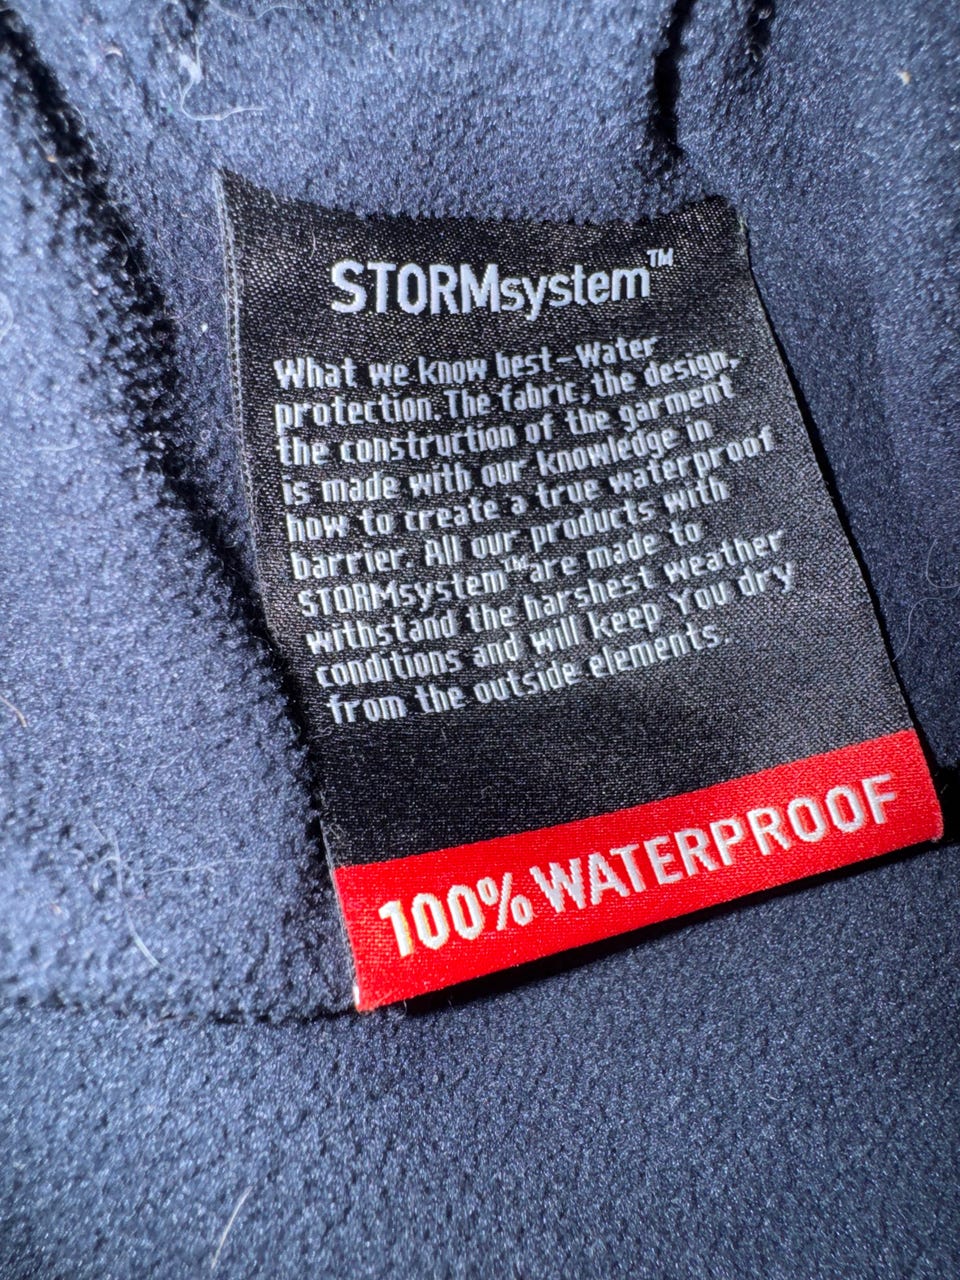 STORMsystem™
What we know best–Water
protection. The fabric, the design,
the construction of the garment
is made with our knowledge in
how to create a true waterproof
barrier. All our products with
STORMsystem™are made to
withstand the harshest weather
conditions and will keep You dry
from the outside elements.
100% WATERPROOF